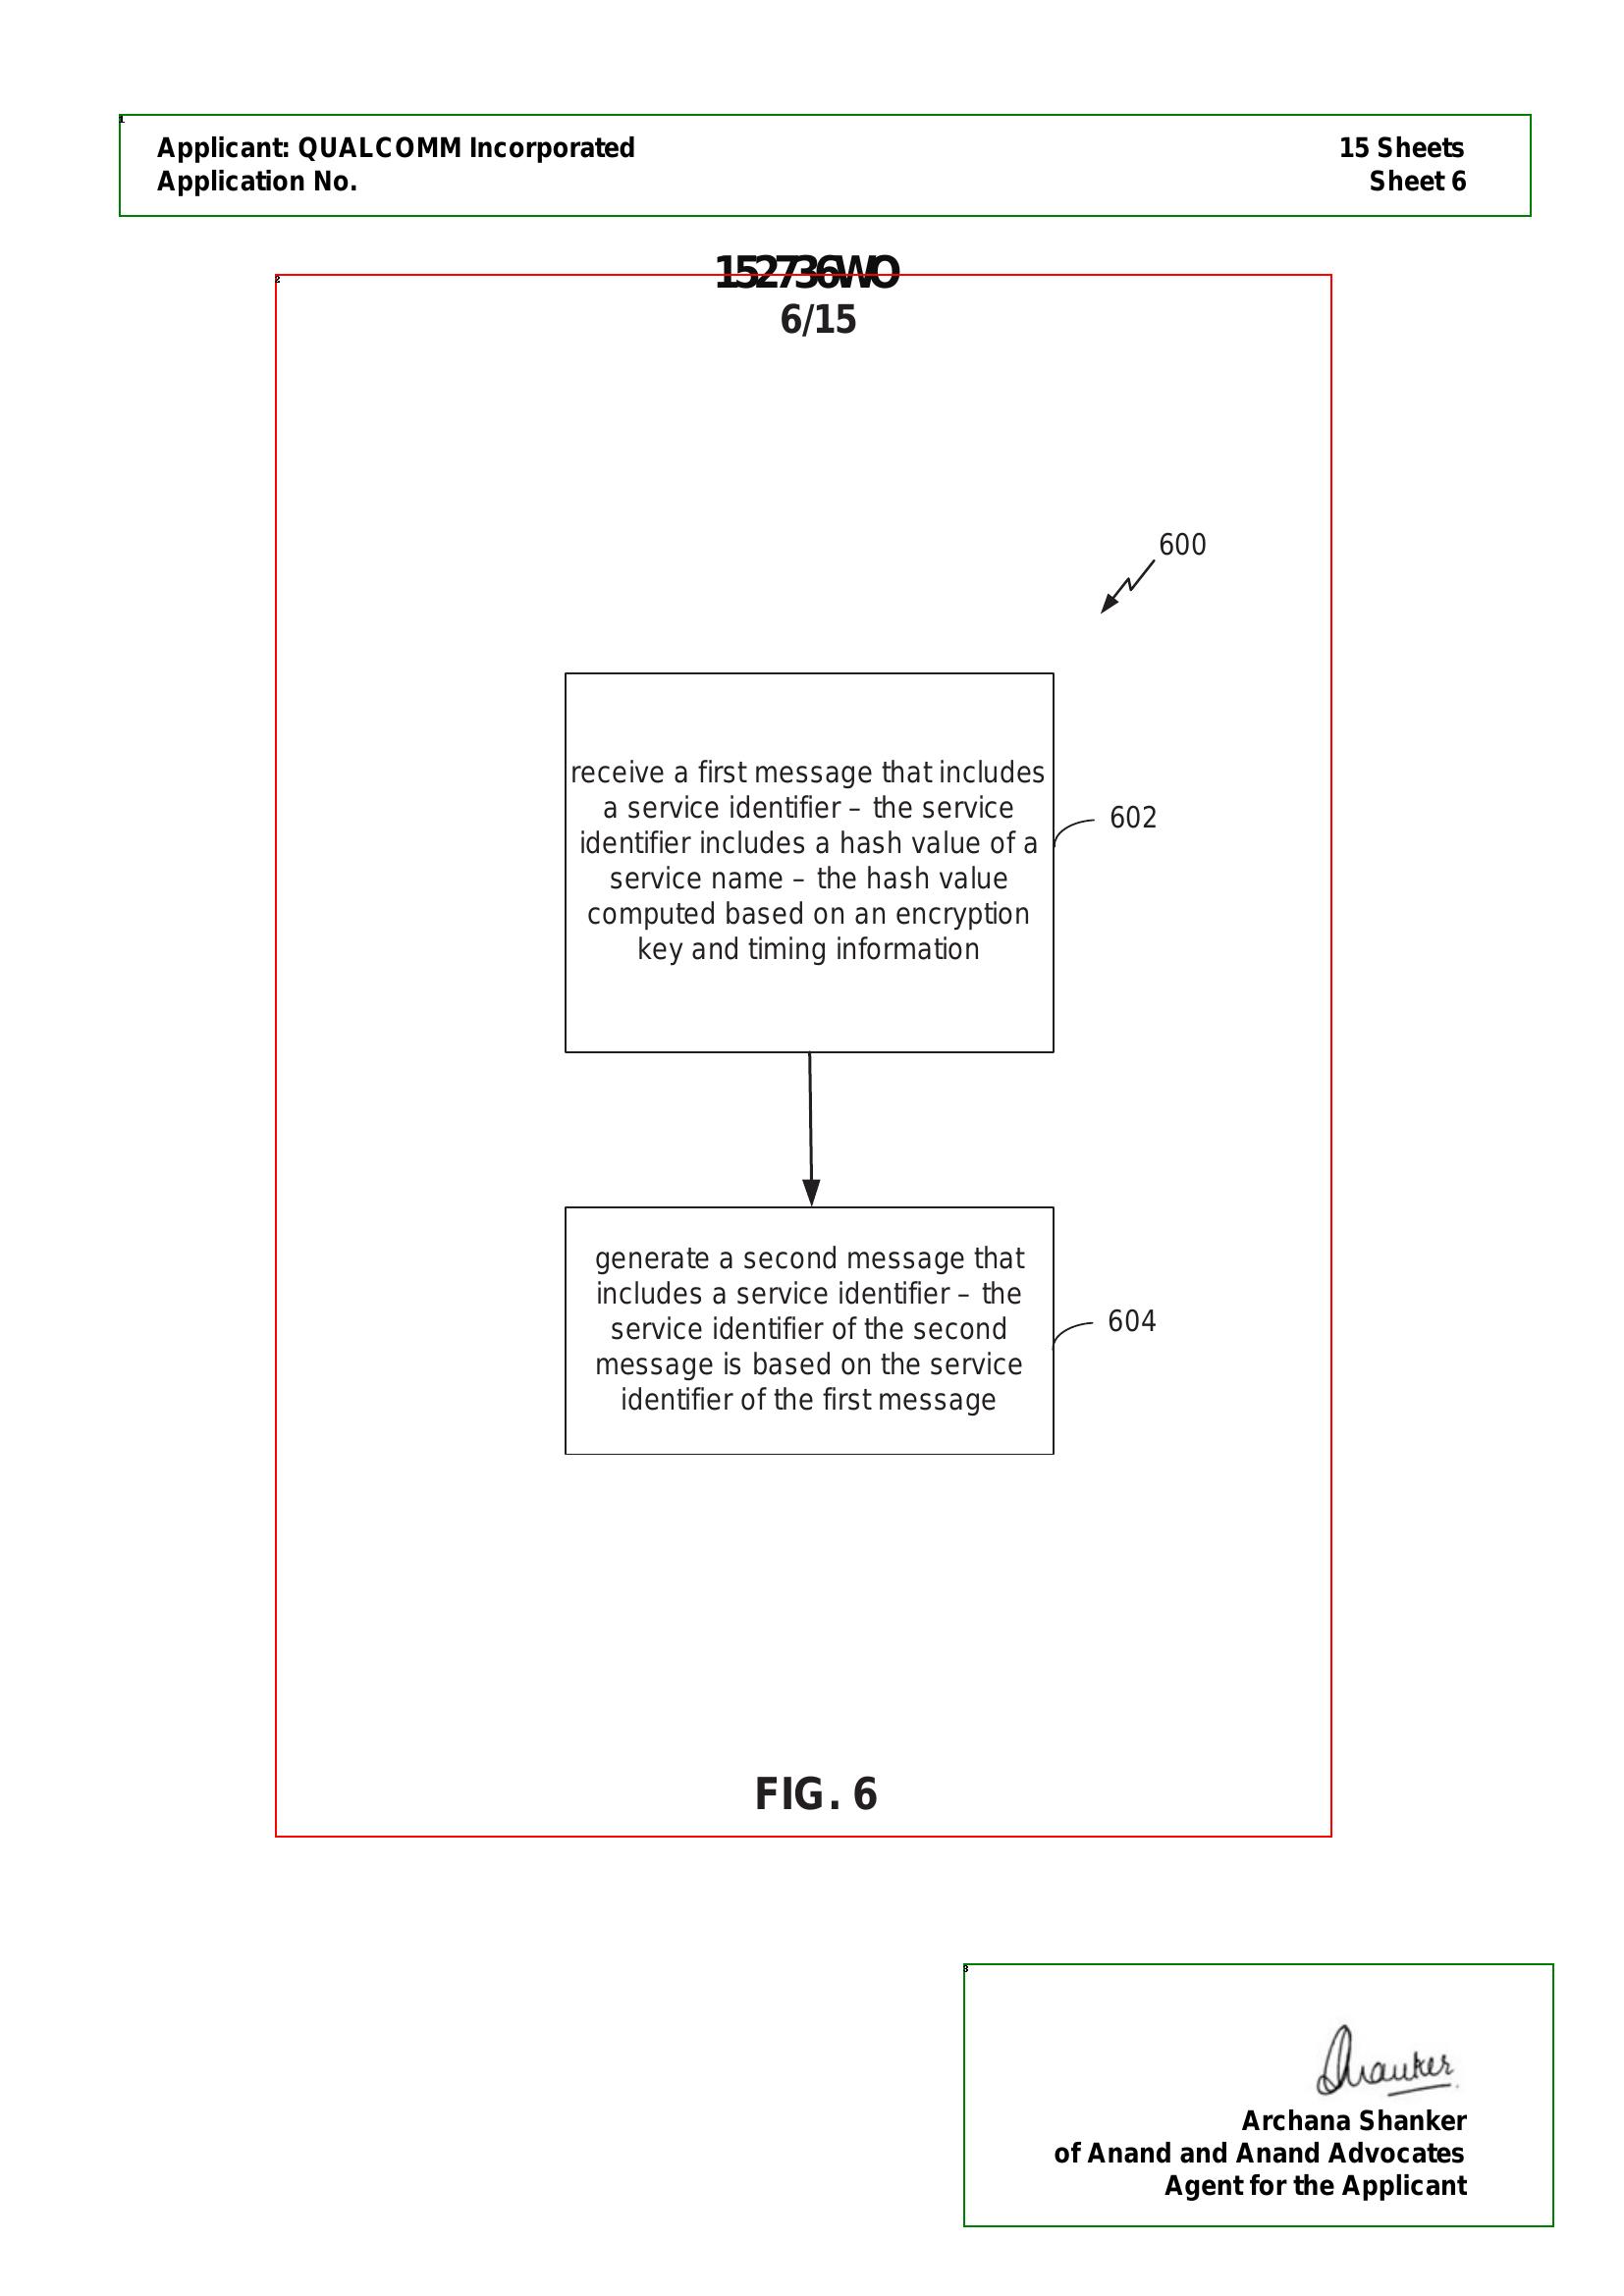 Applicant: QUALCOMM Incorporated
15 Sheets
Application No.
Sheet 6
152736WO
6/15
600
receive a first message that includes
a service identifier – the service
identifier includes a hash value of a
service name – the hash value
computed based on an encryption
key and timing information
602
generate a second message that
includes a service identifier – the
service identifier of the second
message is based on the service
identifier of the first message
604
FIG. 6
Shanker
Archana Shanker
of Anand and Anand Advocates
Agent for the Applicant
1
2
3